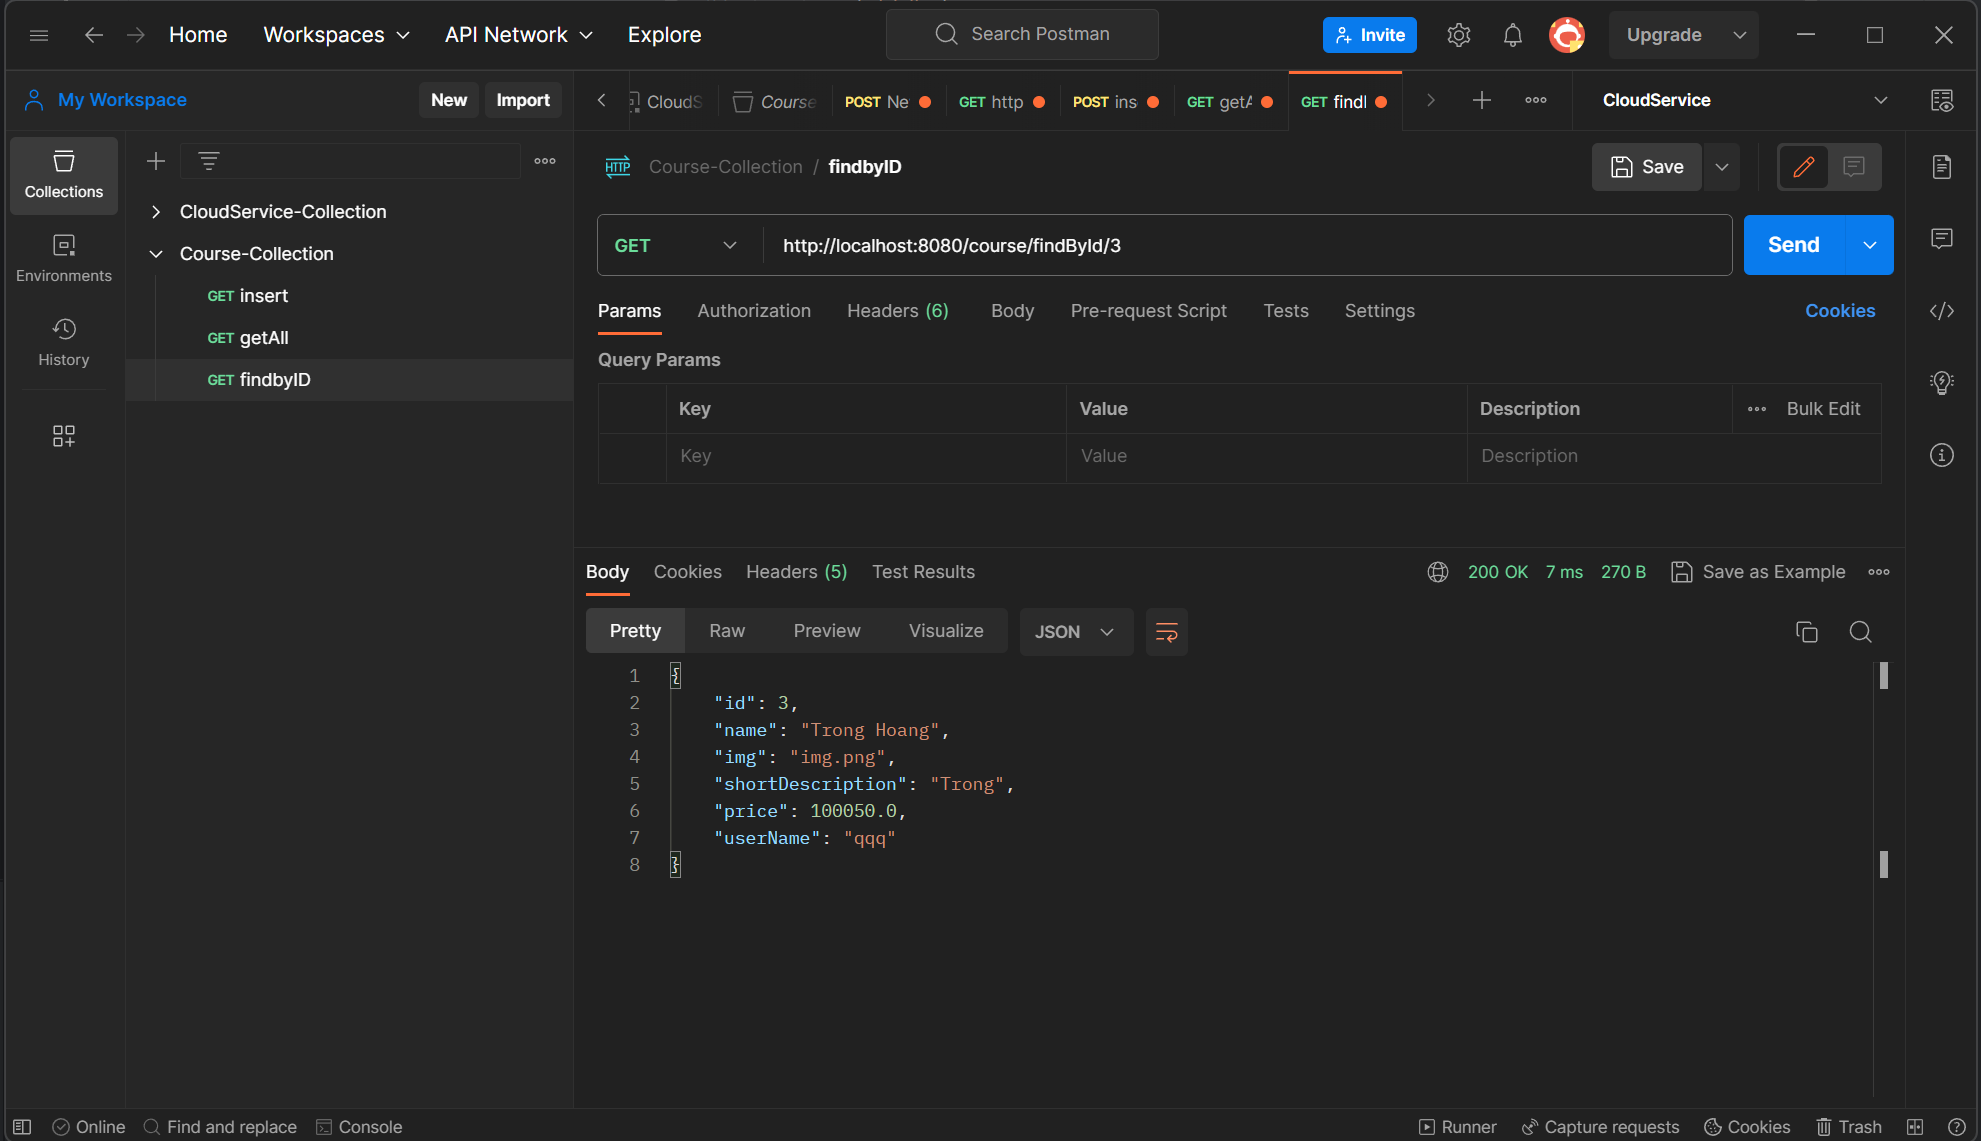 Home Workspaces API Network Explore Search Postman Invite Upgrade
My Workspace New Import CloudS Course POST Ne GET http POST ins GET getA GET findl CloudService
Collections
Environments
History
CloudService-Collection
Course-Collection
GET insert
GET getAll
GET findbyID
HTTP Course-Collection / findbyID Save
GET http://localhost:8080/course/findById/3 Send
Params Authorization Headers (6) Body Pre-request Script Tests Settings Cookies
Query Params
Key Value Description Bulk Edit
Key Value Description
Body Cookies Headers (5) Test Results 200 OK 7 ms 270 B Save as Example
Pretty Raw Preview Visualize JSON
1 {
2 "id": 3,
3 "name": "Trong Hoang",
4 "img": "img.png",
5 "shortDescription": "Trong",
6 "price": 100050.0,
7 "userName": "qqq"
8 }
Online Find and replace Console Runner Capture requests Cookies Trash